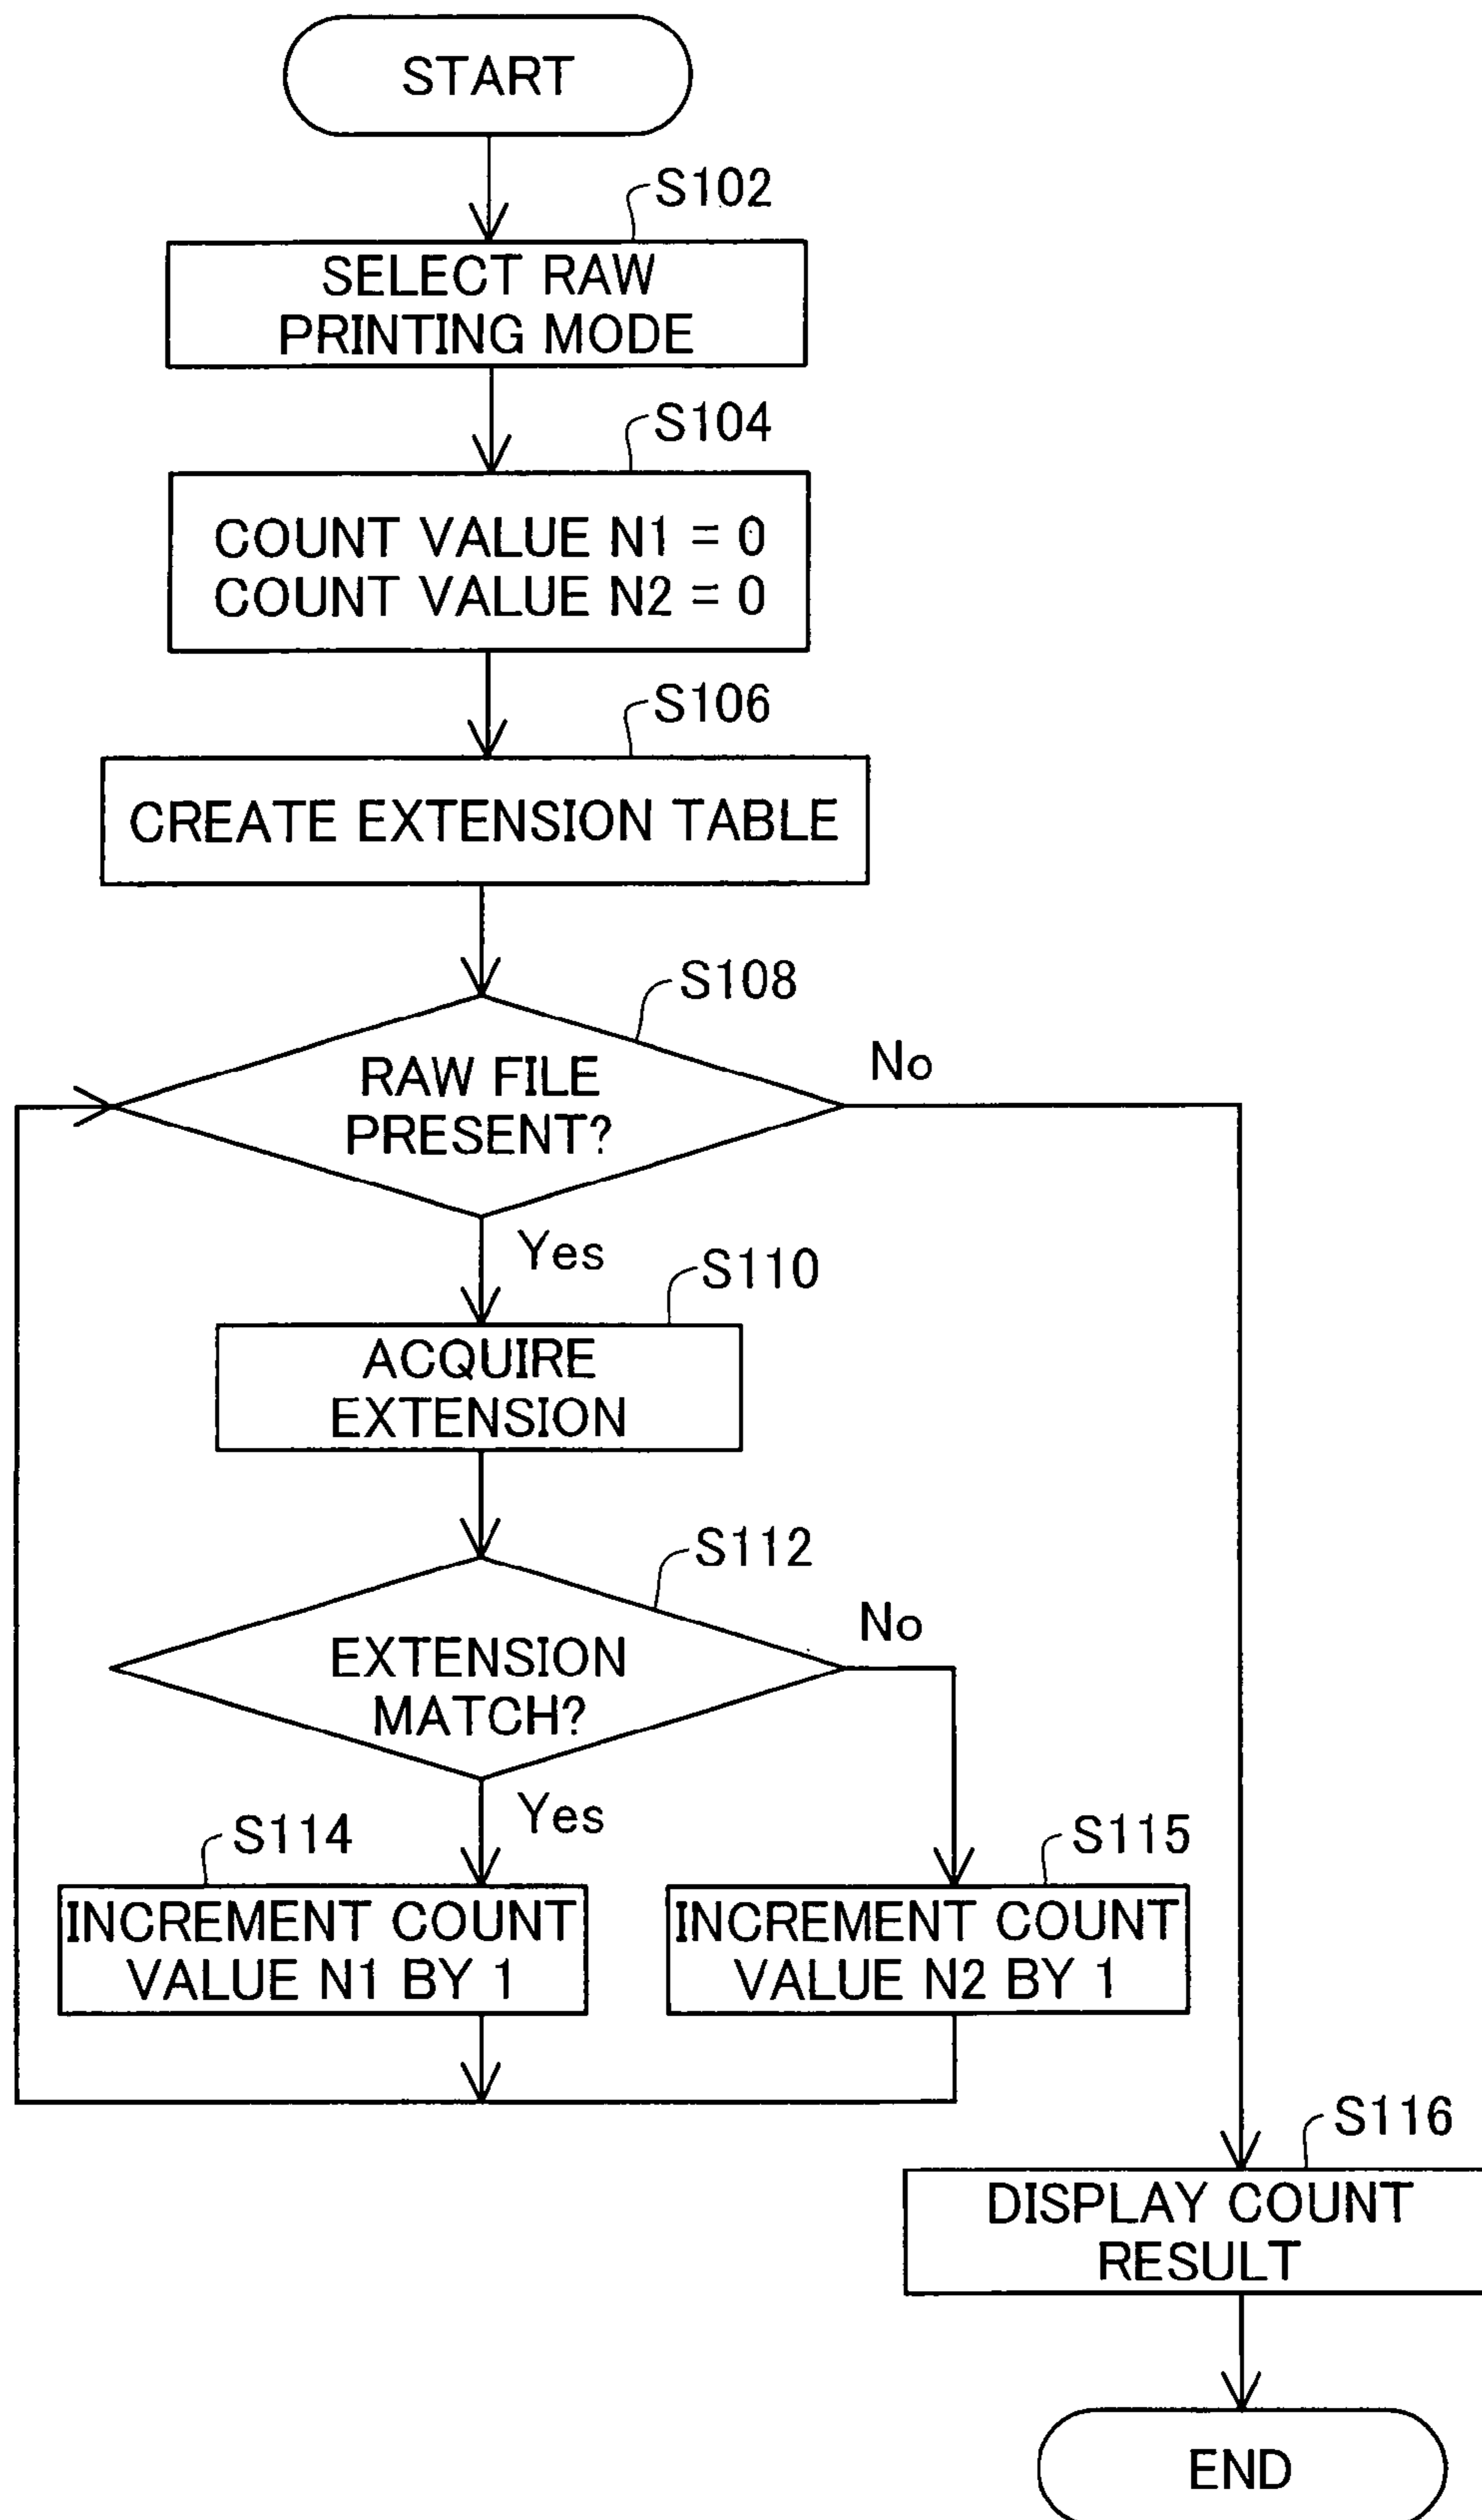 START
S102
SELECT RAW
PRINTING MODE
S104
COUNT VALUE N1 = 0
COUNT VALUE N2 = 0
S106
CREATE EXTENSION TABLE
S108
RAW FILE
PRESENT?
No
Yes
S110
ACQUIRE
EXTENSION
S112
EXTENSION
MATCH?
No
Yes
S114
INCREMENT COUNT
VALUE N1 BY 1
S115
INCREMENT COUNT
VALUE N2 BY 1
S116
DISPLAY COUNT
RESULT
END